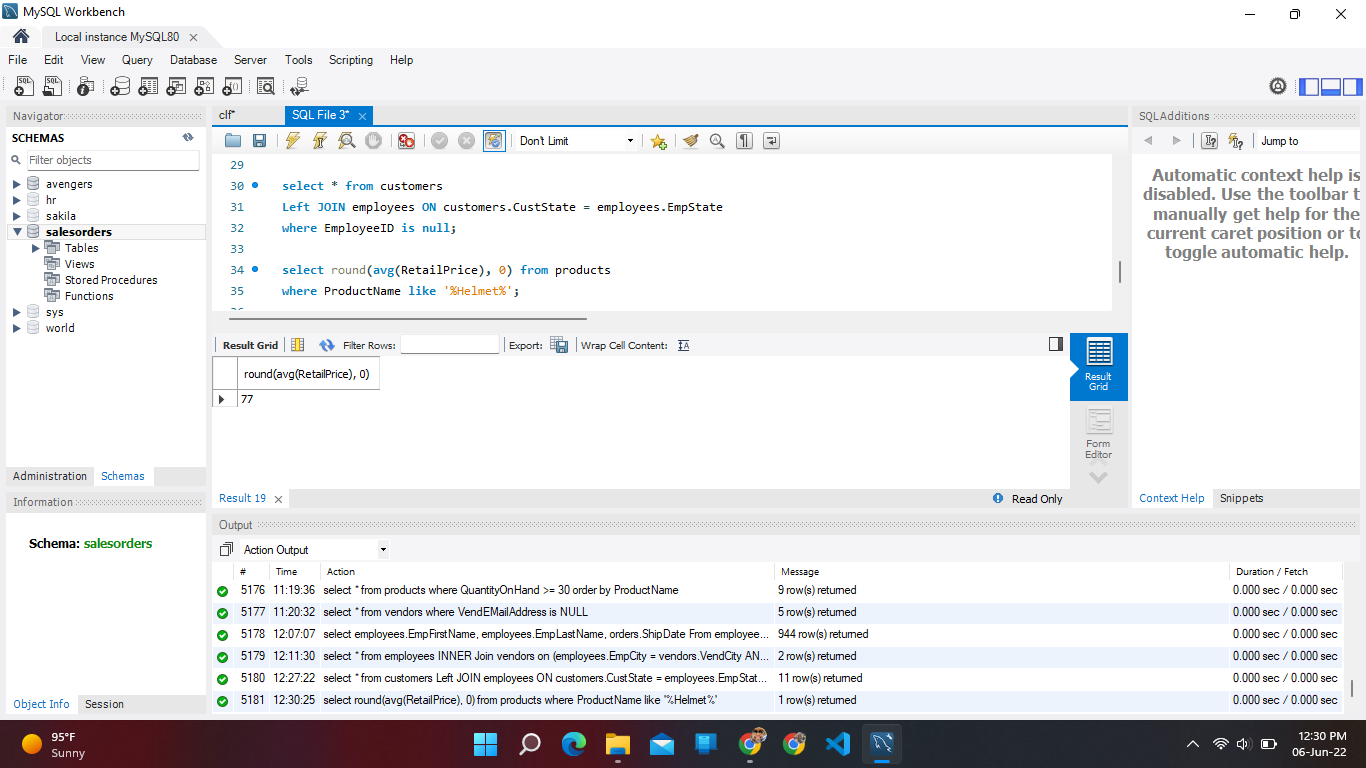 MySQL Workbench
Local instance MySQL80
File Edit View Query Database Server Tools Scripting Help
Navigator
SCHEMAS
Filter objects
avengers
hr
sakila
salesorders
Tables
Views
Stored Procedures
Functions
sys
world
Administration Schemas
Information
Schema: salesorders
Object Info Session
clf* SQL File 3*
Don't Limit
29
30 select * from customers
31 Left JOIN employees ON customers.CustState = employees.EmpState
32 where EmployeeID is null;
33
34 select round(avg(RetailPrice), 0) from products
35 where ProductName like '%Helmet%';
Result Grid Filter Rows: Export: Wrap Cell Content:
round(avg(RetailPrice), 0)
77
Result Grid
Form Editor
Result 19
Read Only
SQLAdditions
Jump to
Automatic context help is
disabled. Use the toolbar t
manually get help for the
current caret position or to
toggle automatic help.
Context Help Snippets
Output
Action Output
# Time Action Message Duration / Fetch
5176 11:19:36 select * from products where QuantityOnHand >= 30 order by ProductName 9 row(s) returned 0.000 sec / 0.000 sec
5177 11:20:32 select * from vendors where VendEMailAddress is NULL 5 row(s) returned 0.000 sec / 0.000 sec
5178 12:07:07 select employees.EmpFirstName, employees.EmpLastName, orders.ShipDate From employee... 944 row(s) returned 0.000 sec / 0.000 sec
5179 12:11:30 select * from employees INNER Join vendors on (employees.EmpCity = vendors.VendCity AN... 2 row(s) returned 0.000 sec / 0.000 sec
5180 12:27:22 select * from customers Left JOIN employees ON customers.CustState = employees.EmpStat... 11 row(s) returned 0.000 sec / 0.000 sec
5181 12:30:25 select round(avg(RetailPrice), 0) from products where ProductName like '%Helmet%' 1 row(s) returned 0.000 sec / 0.000 sec
95°F
Sunny
12:30 PM
06-Jun-22